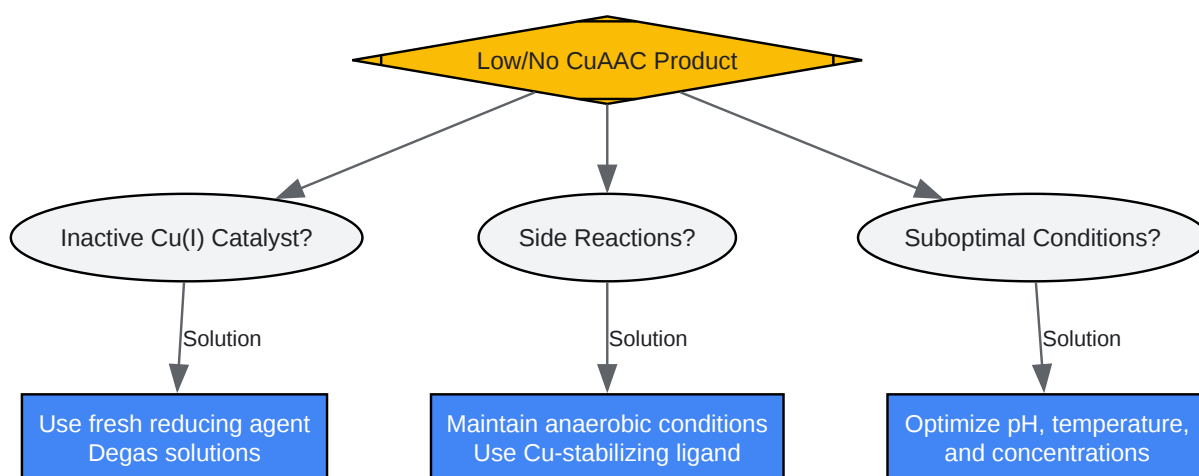 Low/No CuAAC Product
Inactive Cu(I) Catalyst?
Side Reactions?
Suboptimal Conditions?
Solution
Solution
Solution
Use fresh reducing agent
Degas solutions
Maintain anaerobic conditions
Use Cu-stabilizing ligand
Optimize pH, temperature,
and concentrations